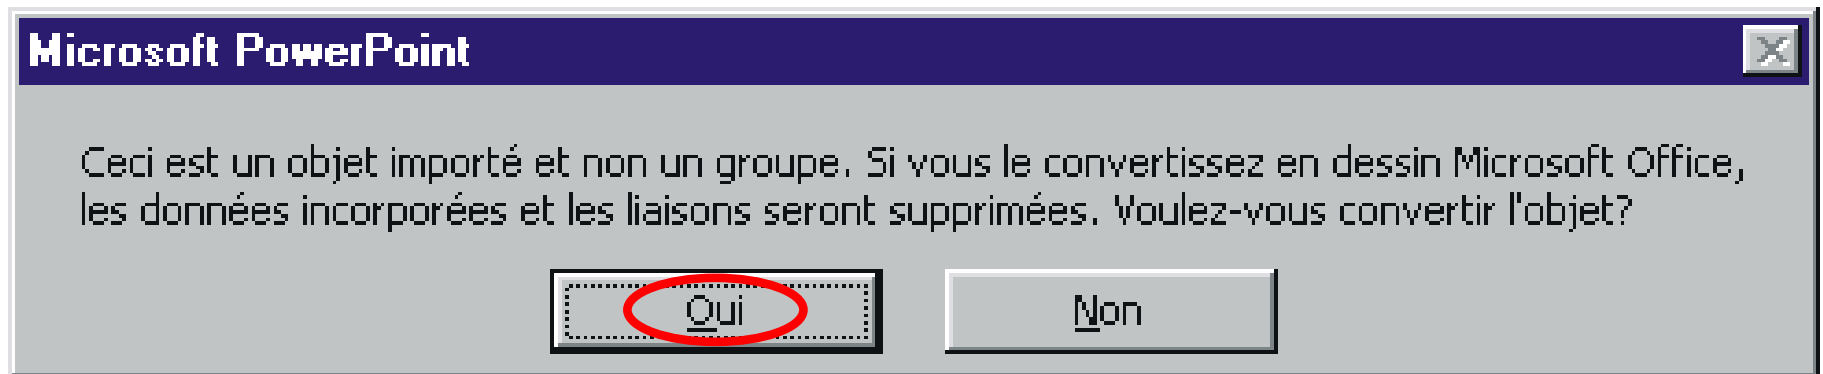 Microsoft PowerPoint
Ceci est un objet importé et non un groupe. Si vous le convertissez en dessin Microsoft Office,
les données incorporées et les liaisons seront supprimées. Voulez-vous convertir l'objet?
Oui
Non